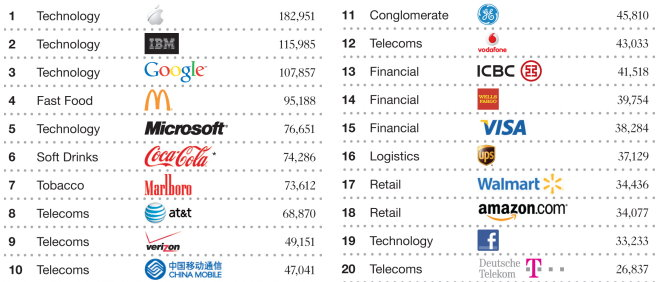 1 Technology 182,951
2 Technology IBM 115,985
3 Technology Google 107,857
4 Fast Food 95,188
5 Technology Microsoft 76,651
6 Soft Drinks Coca-Cola * 74,286
7 Tobacco Marlboro 73,612
8 Telecoms at&t 68,870
9 Telecoms verizon 49,151
10 Telecoms 中国移动通信 CHINA MOBILE 47,041
11 Conglomerate GE 45,810
12 Telecoms vodafone 43,033
13 Financial ICBC 41,518
14 Financial WELLS FARGO 39,754
15 Financial VISA 38,284
16 Logistics ups 37,129
17 Retail Walmart 34,436
18 Retail amazon.com 34,077
19 Technology f 33,233
20 Telecoms Deutsche Telekom T 26,837